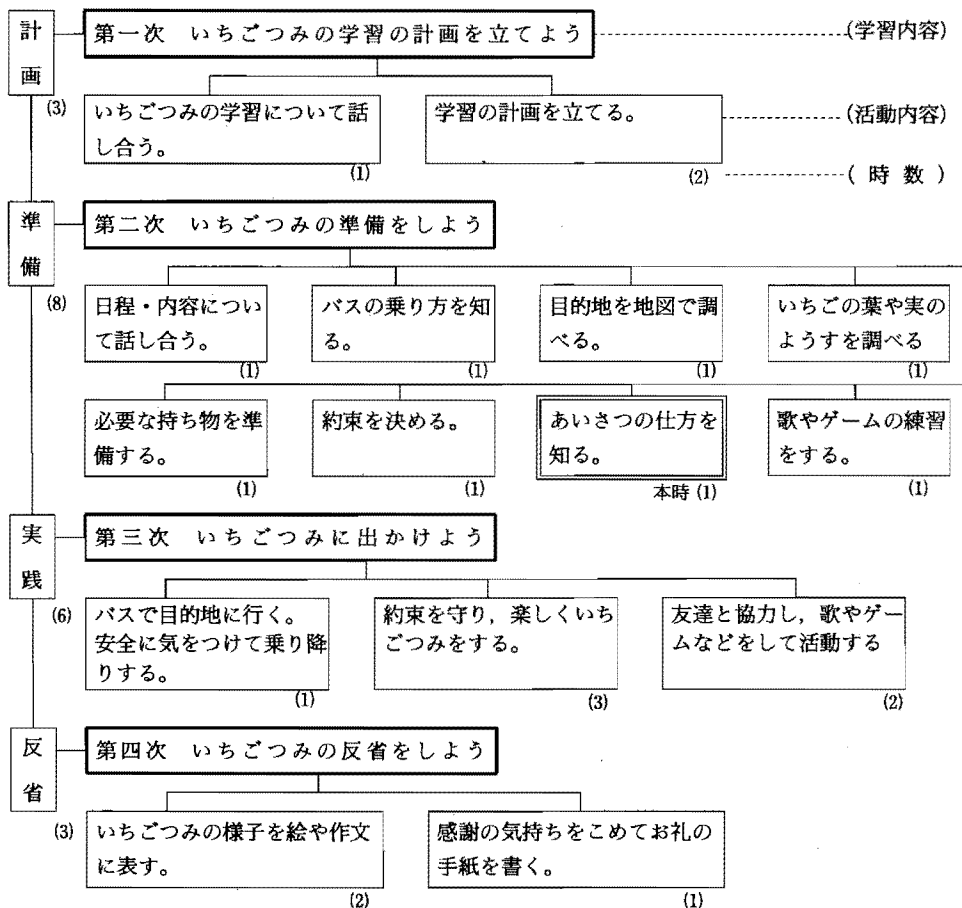 計画
(3)
第一次 いちごつみの学習の計画を立てよう
(学習内容)
いちごつみの学習について話
し合う。
(1)
学習の計画を立てる。
(2)
(活動内容)
(時数)
準備
(8)
第二次 いちごつみの準備をしよう
日程・内容につい
て話し合う。
(1)
バスの乗り方を知
る。
(1)
目的地を地図で調
べる。
(1)
いちごの葉や実の
ようすを調べる
(1)
必要な持ち物を準
備する。
(1)
約束を決める。
(1)
あいさつの仕方を
知る。
本時 (1)
歌やゲームの練習
をする。
(1)
実践
(6)
第三次 いちごつみに出かけよう
バスで目的地に行く。
安全に気をつけて乗り降
りする。
(1)
約束を守り,楽しくいち
ごつみをする。
(3)
友達と協力し,歌やゲー
ムなどをして活動する
(2)
反省
(3)
第四次 いちごつみの反省をしよう
いちごつみの様子を絵や作文
に表す。
(2)
感謝の気持ちをこめてお礼の
手紙を書く。
(1)